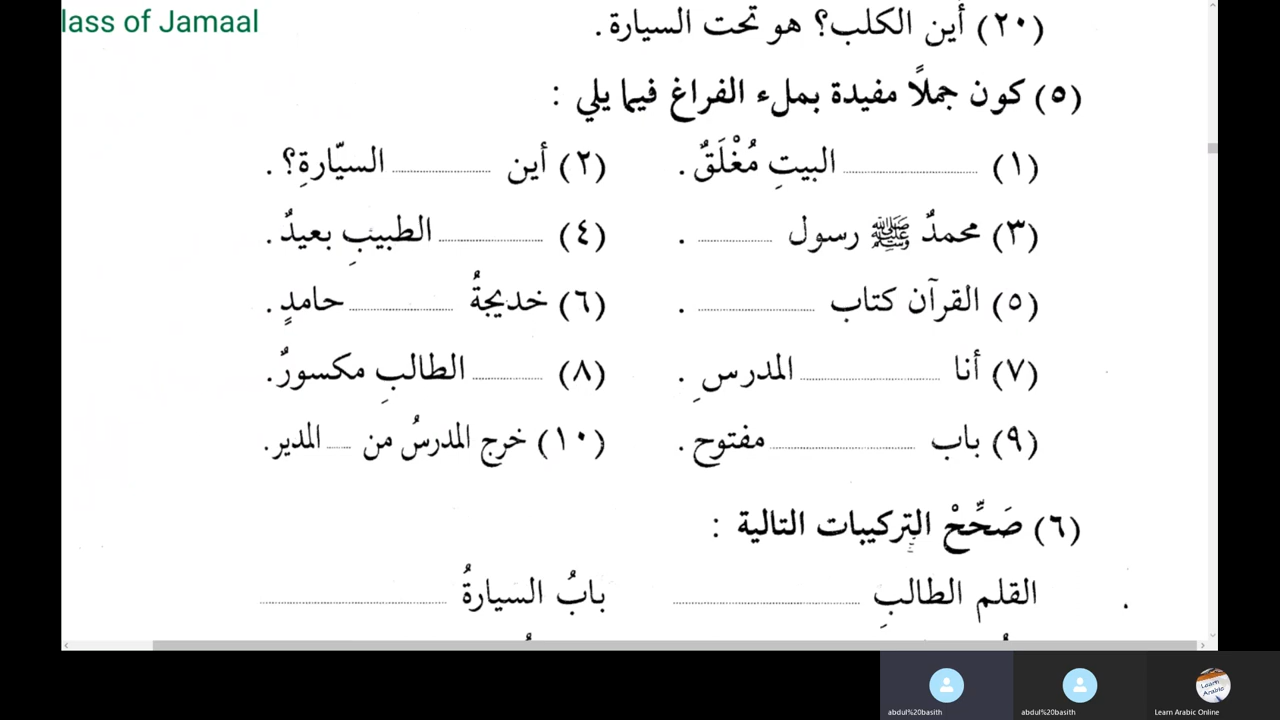 lass of Jamaal
(٢٠) أين الكلب؟ هو تحت السيارة .
(٥) كون جملاً مفيدة بملء الفراغ فيما يلي :
(١) ........ البيتِ مُغْلَقٌ . (٢) أين ........ السيّارةِ؟ .
(٣) محمدٌ ﷺ رسول ........ . (٤) ........ الطبيبِ بعيدٌ .
(٥) القرآن كتاب ........ . (٦) خديجةُ ........ حامدٍ .
(٧) أنا ........ المدرسِ . (٨) ........ الطالبِ مكسورٌ .
(٩) باب ........ مفتوح . (١٠) خرج المدرسُ من ........ المدير .
(٦) صَحِّحْ التركيبات التالية :
القلم الطالبِ ........ بابُ السيارةُ ........
abdul%20basith abdul%20basith Learn Arabic Online
Learn Arabic